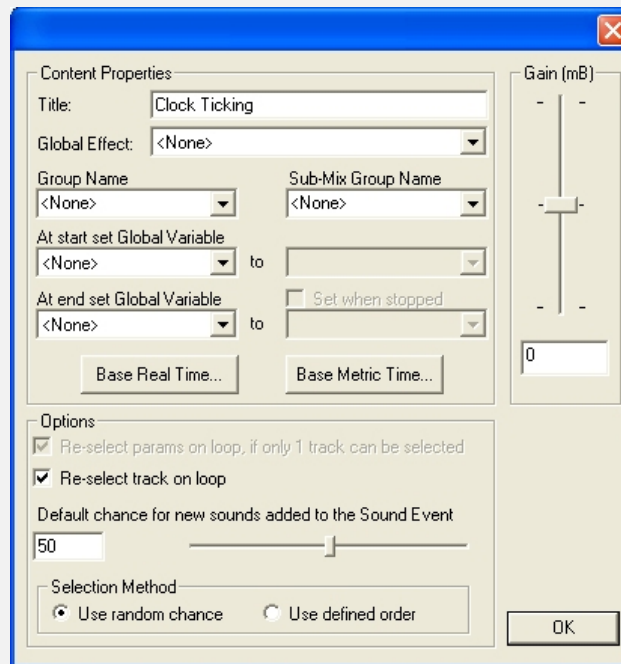 Content Properties
Gain (mB)
Title: Clock Ticking
Global Effect: <None>
Group Name Sub-Mix Group Name
<None> <None>
At start set Global Variable
<None> to
At end set Global Variable Set when stopped
<None> to
Base Real Time... Base Metric Time...
0
Options
Re-select params on loop, if only 1 track can be selected
Re-select track on loop
Default chance for new sounds added to the Sound Event
50
Selection Method
Use random chance Use defined order
OK